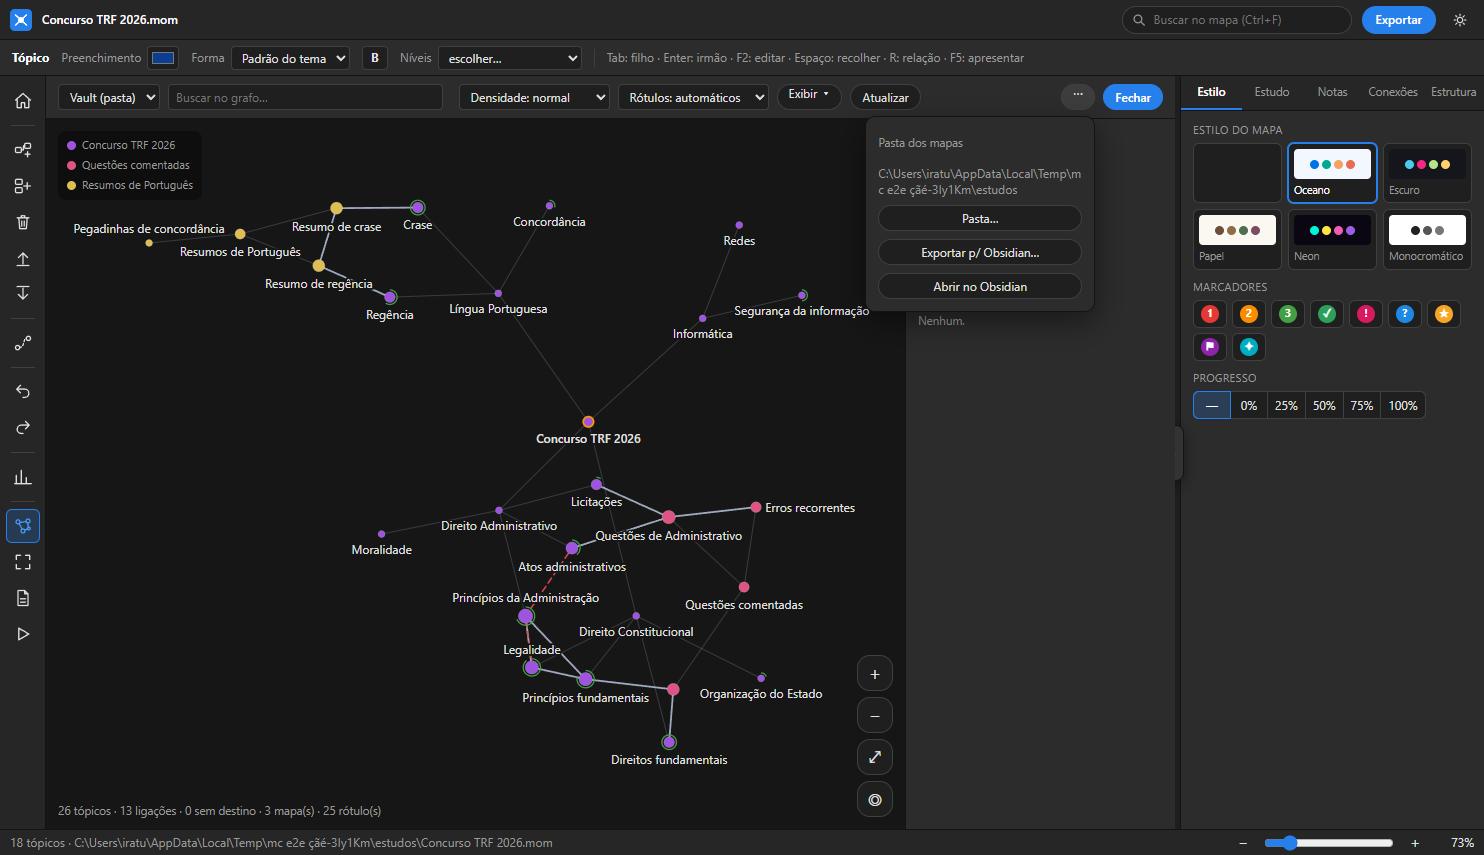 Concurso TRF 2026.mom
Buscar no mapa (Ctrl+F)
Exportar
Tópico
Preenchimento
Forma
Padrão do tema
B
Níveis
escolher...
Tab: filho · Enter: irmão · F2: editar · Espaço: recolher · R: relação · F5: apresentar
Vault (pasta)
Buscar no grafo...
Densidade: normal
Rótulos: automáticos
Exibir
Atualizar
...
Fechar
Concurso TRF 2026
Questões comentadas
Resumos de Português
Pasta dos mapas
C:\Users\iratu\AppData\Local\Temp\m
c e2e çãé-3ly1Km\estudos
Pasta...
Exportar p/ Obsidian...
Abrir no Obsidian
Nenhum.
Pegadinhas de concordância
Resumo de crase
Crase
Concordância
Redes
Resumos de Português
Resumo de regência
Regência
Língua Portuguesa
Segurança da informação
Informática
Concurso TRF 2026
Licitações
Erros recorrentes
Direito Administrativo
Questões de Administrativo
Moralidade
Atos administrativos
Princípios da Administração
Questões comentadas
Direito Constitucional
Legalidade
Princípios fundamentais
Organização do Estado
Direitos fundamentais
+
−
26 tópicos · 13 ligações · 0 sem destino · 3 mapa(s) · 25 rótulo(s)
Estilo
Estudo
Notas
Conexões
Estrutura
ESTILO DO MAPA
Oceano
Escuro
Papel
Neon
Monocromático
MARCADORES
1
2
3
!
?
PROGRESSO
—
0%
25%
50%
75%
100%
18 tópicos · C:\Users\iratu\AppData\Local\Temp\mc e2e çãé-3ly1Km\estudos\Concurso TRF 2026.mom
−
+
73%